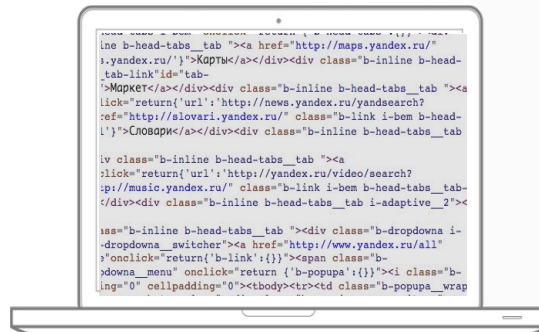 ine b-head-tabs__tab "><a href="http://maps.yandex.ru/"
s.yandex.ru/'}">Карты</a></div><div class="b-inline b-head-
_tab-link"id="tab-
">Маркет</a></div><div class="b-inline b-head-tabs__tab "><a
lick="return{'url':'http://news.yandex.ru/yandsearch?
ref="http://slovari.yandex.ru/" class="b-link i-bem b-head-
l'}">Словари</a></div><div class="b-inline b-head-tabs__tab
iv class="b-inline b-head-tabs__tab "><a
click="return{'url':'http://yandex.ru/video/search?
tp://music.yandex.ru/" class="b-link i-bem b-head-tabs__tab-
</div><div class="b-inline b-head-tabs__tab i-adaptive__2"><
ass="b-inline b-head-tabs__tab "><div class="b-dropdowna i-
-dropdowna__switcher"><a href="http://www.yandex.ru/all"
e"onclick="return{'b-link':{}}"><span class="b-
pdowna__menu" onclick="return {'b-popupa':{}}"><i class="b-
ing="0" cellpadding="0"><tbody><tr><td class="b-popupa__wrap